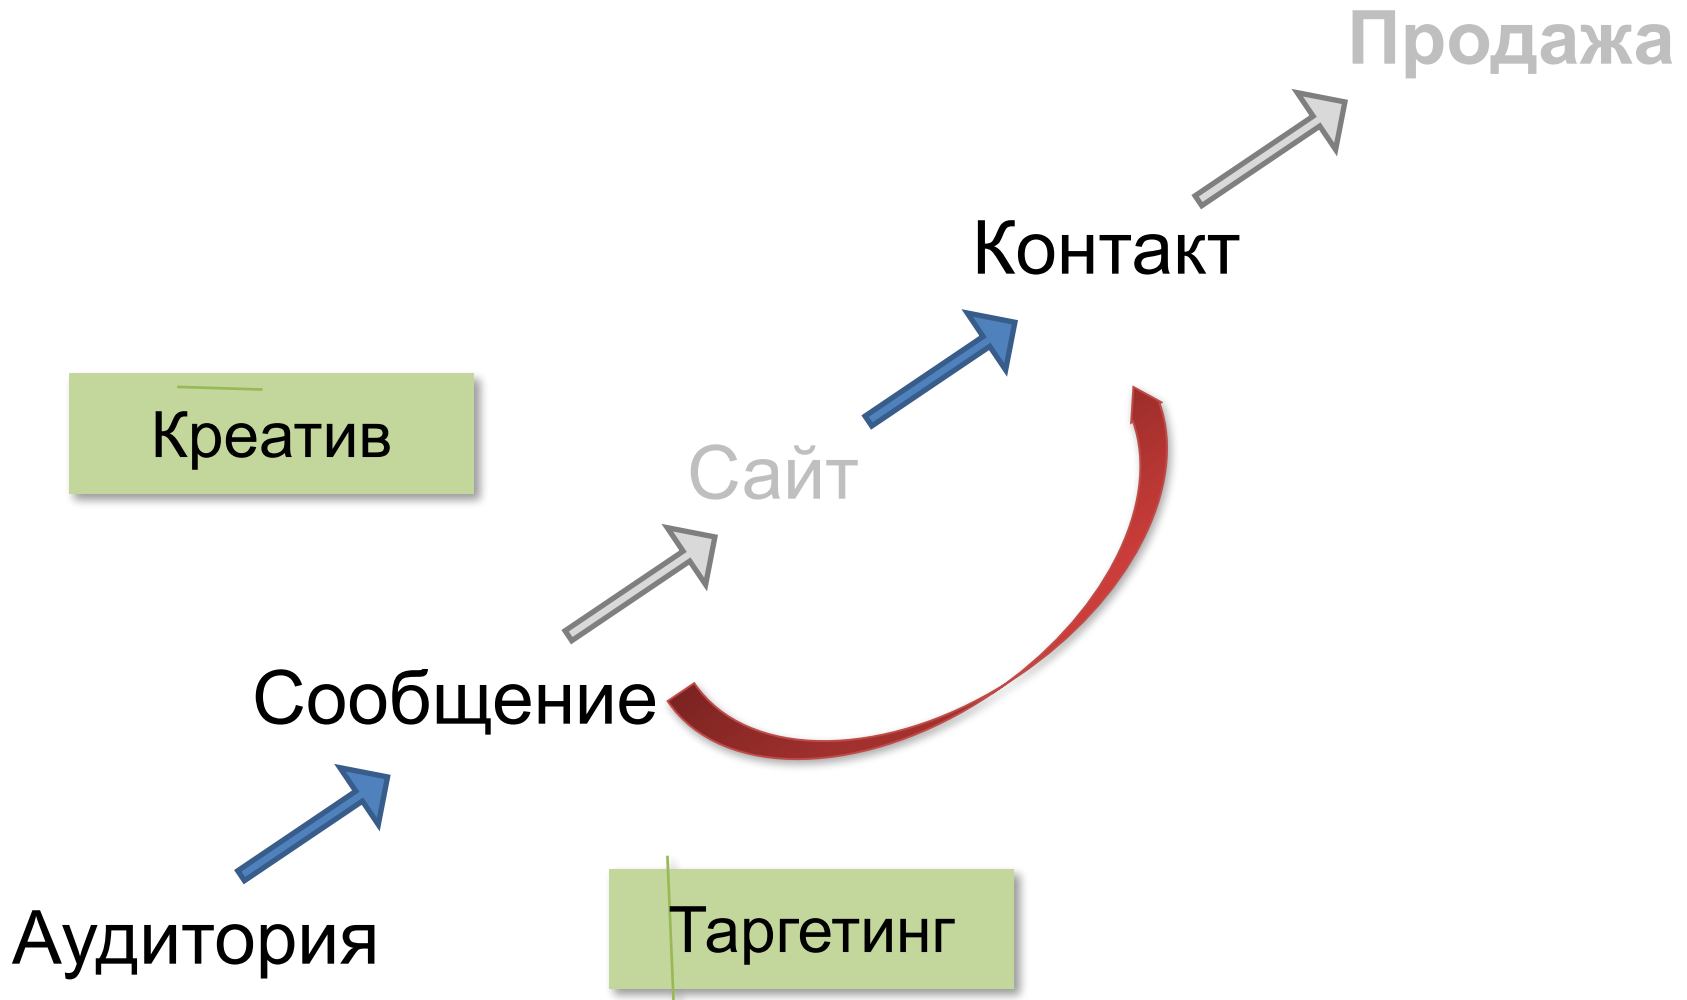 Продажа
Контакт
Креатив
Сайт
Сообщение
Таргетинг
Аудитория